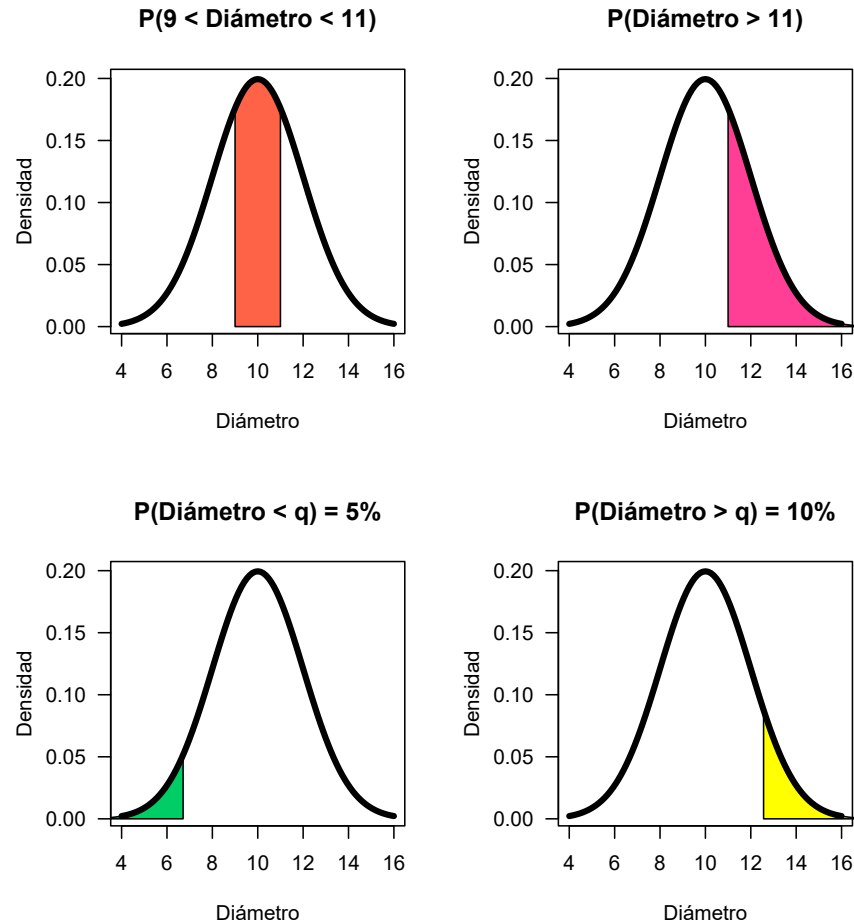 P(9 < Diámetro < 11)
0.20
0.15
0.10
0.05
0.00
Densidad
4 6 8 10 12 14 16
Diámetro
P(Diámetro > 11)
0.20
0.15
0.10
0.05
0.00
Densidad
4 6 8 10 12 14 16
Diámetro
P(Diámetro < q) = 5%
0.20
0.15
0.10
0.05
0.00
Densidad
4 6 8 10 12 14 16
Diámetro
P(Diámetro > q) = 10%
0.20
0.15
0.10
0.05
0.00
Densidad
4 6 8 10 12 14 16
Diámetro